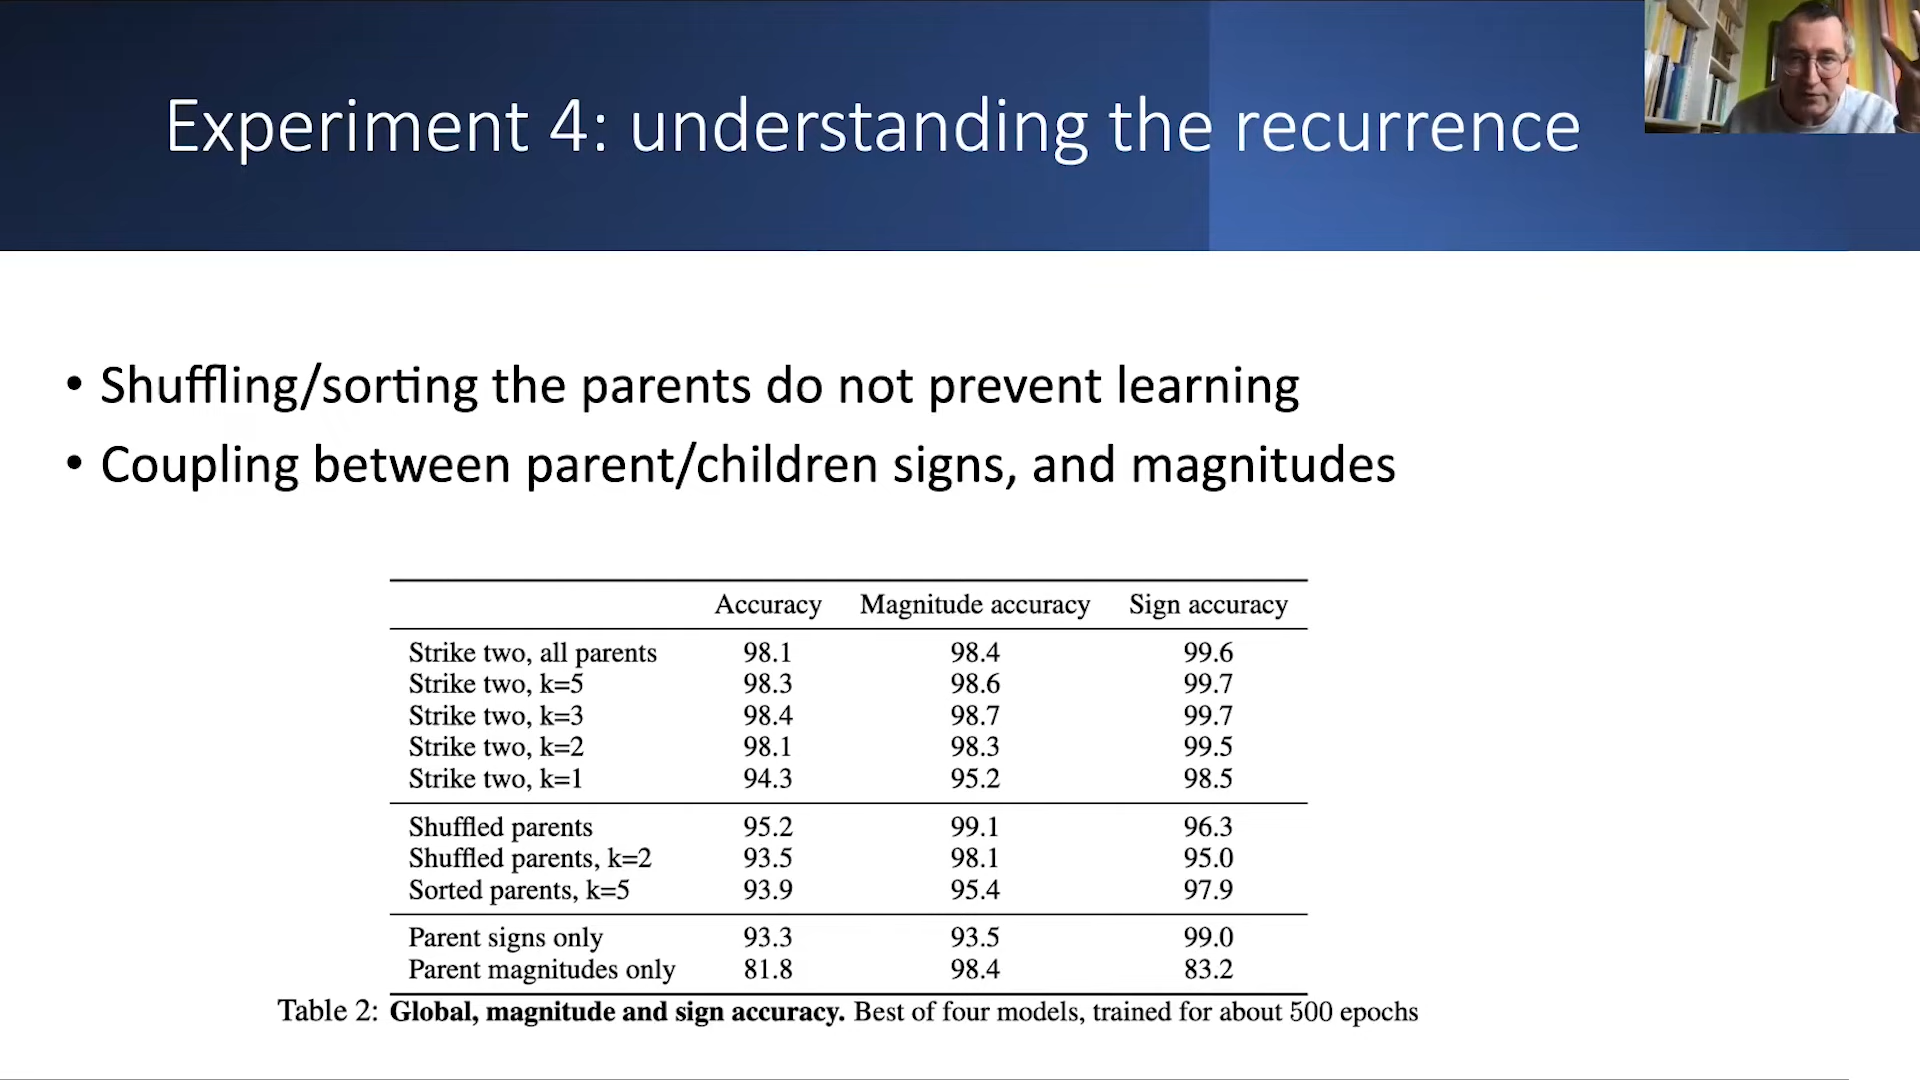 Experiment 4: understanding the recurrence
• Shuffling/sorting the parents do not prevent learning
• Coupling between parent/children signs, and magnitudes
Accuracy Magnitude accuracy Sign accuracy
Strike two, all parents 98.1 98.4 99.6
Strike two, k=5 98.3 98.6 99.7
Strike two, k=3 98.4 98.7 99.7
Strike two, k=2 98.1 98.3 99.5
Strike two, k=1 94.3 95.2 98.5
Shuffled parents 95.2 99.1 96.3
Shuffled parents, k=2 93.5 98.1 95.0
Sorted parents, k=5 93.9 95.4 97.9
Parent signs only 93.3 93.5 99.0
Parent magnitudes only 81.8 98.4 83.2
Table 2: Global, magnitude and sign accuracy. Best of four models, trained for about 500 epochs